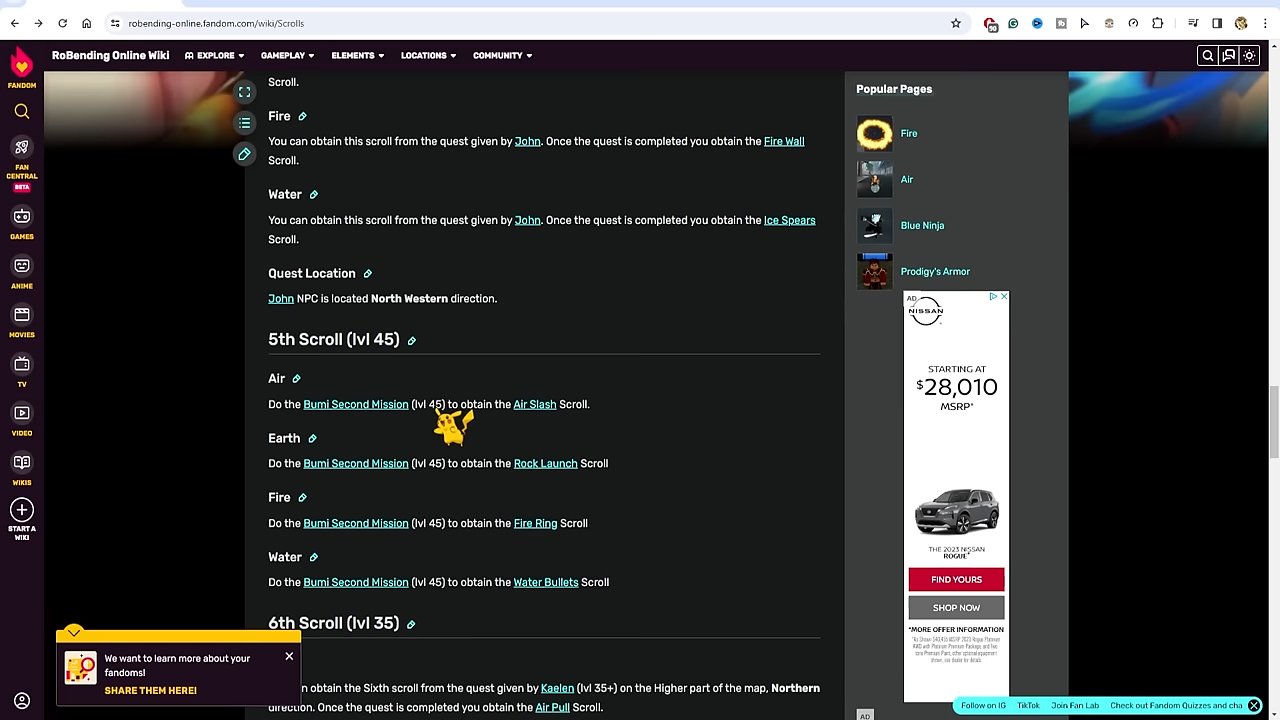 robending-online.fandom.com/wiki/Scrolls
90
FANDOM
FAN
CENTRAL
BETA
GAMES
ANIME
MOVIES
TV
VIDEO
WIKIS
START A
WIKI
RoBending Online Wiki
EXPLORE
GAMEPLAY
ELEMENTS
LOCATIONS
COMMUNITY
Scroll.
Fire
You can obtain this scroll from the quest given by John. Once the quest is completed you obtain the Fire Wall
Scroll.
Water
You can obtain this scroll from the quest given by John. Once the quest is completed you obtain the Ice Spears
Scroll.
Quest Location
John NPC is located North Western direction.
5th Scroll (lvl 45)
Air
Do the Bumi Second Mission (lvl 45) to obtain the Air Slash Scroll.
Earth
Do the Bumi Second Mission (lvl 45) to obtain the Rock Launch Scroll
Fire
Do the Bumi Second Mission (lvl 45) to obtain the Fire Ring Scroll
Water
Do the Bumi Second Mission (lvl 45) to obtain the Water Bullets Scroll
6th Scroll (lvl 35)
n obtain the Sixth scroll from the quest given by Kaelen (lvl 35+) on the Higher part of the map, Northern
direction. Once the quest is completed you obtain the Air Pull Scroll.
We want to learn more about your
fandoms!
SHARE THEM HERE!
Popular Pages
Fire
Air
Blue Ninja
Prodigy's Armor
AD
NISSAN
STARTING AT
$28,010
MSRP*
THE 2023 NISSAN
ROGUE®
FIND YOURS
SHOP NOW
*MORE OFFER INFORMATION
AD
Follow on IG
TikTok
Join Fan Lab
Check out Fandom Quizzes and cha